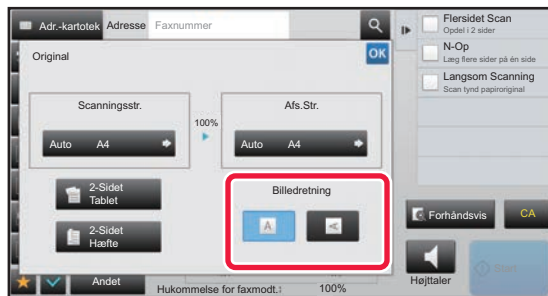 Adr.-kartotek Adresse Faxnummer
Original
OK
Scanningsstr.
Auto A4
100%
Afs.Str.
Auto A4
2-Sidet
Tablet
2-Sidet
Hæfte
Billedretning
A A
Andet
Hukommelse for faxmodt.: 100%
Flersidet Scan
Opdel i 2 sider
N-Op
Læg flere sider på én side
Langsom Scanning
Scan tynd papiroriginal
Forhåndsvis
CA
Højttaler
Start